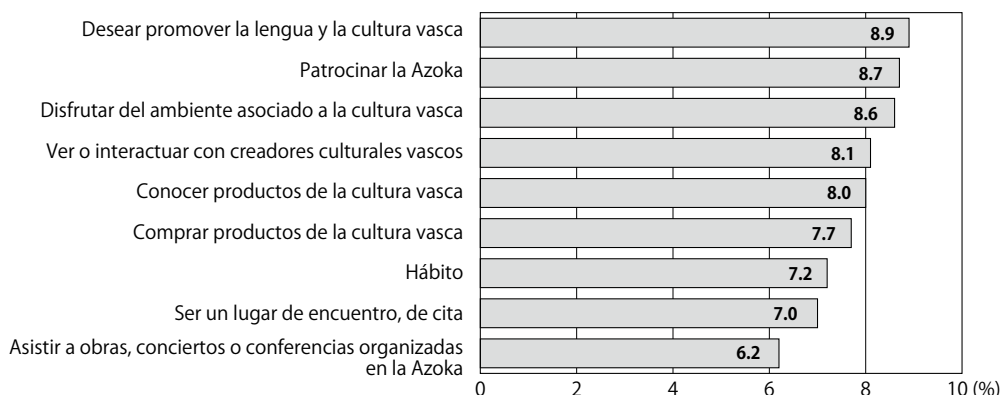 Desear promover la lengua y la cultura vasca
8.9
Patrocinar la Azoka
8.7
Disfrutar del ambiente asociado a la cultura vasca
8.6
Ver o interactuar con creadores culturales vascos
8.1
Conocer productos de la cultura vasca
8.0
Comprar productos de la cultura vasca
7.7
Hábito
7.2
Ser un lugar de encuentro, de cita
7.0
Asistir a obras, conciertos o conferencias organizadas
en la Azoka
6.2
0 2 4 6 8 10 (%)